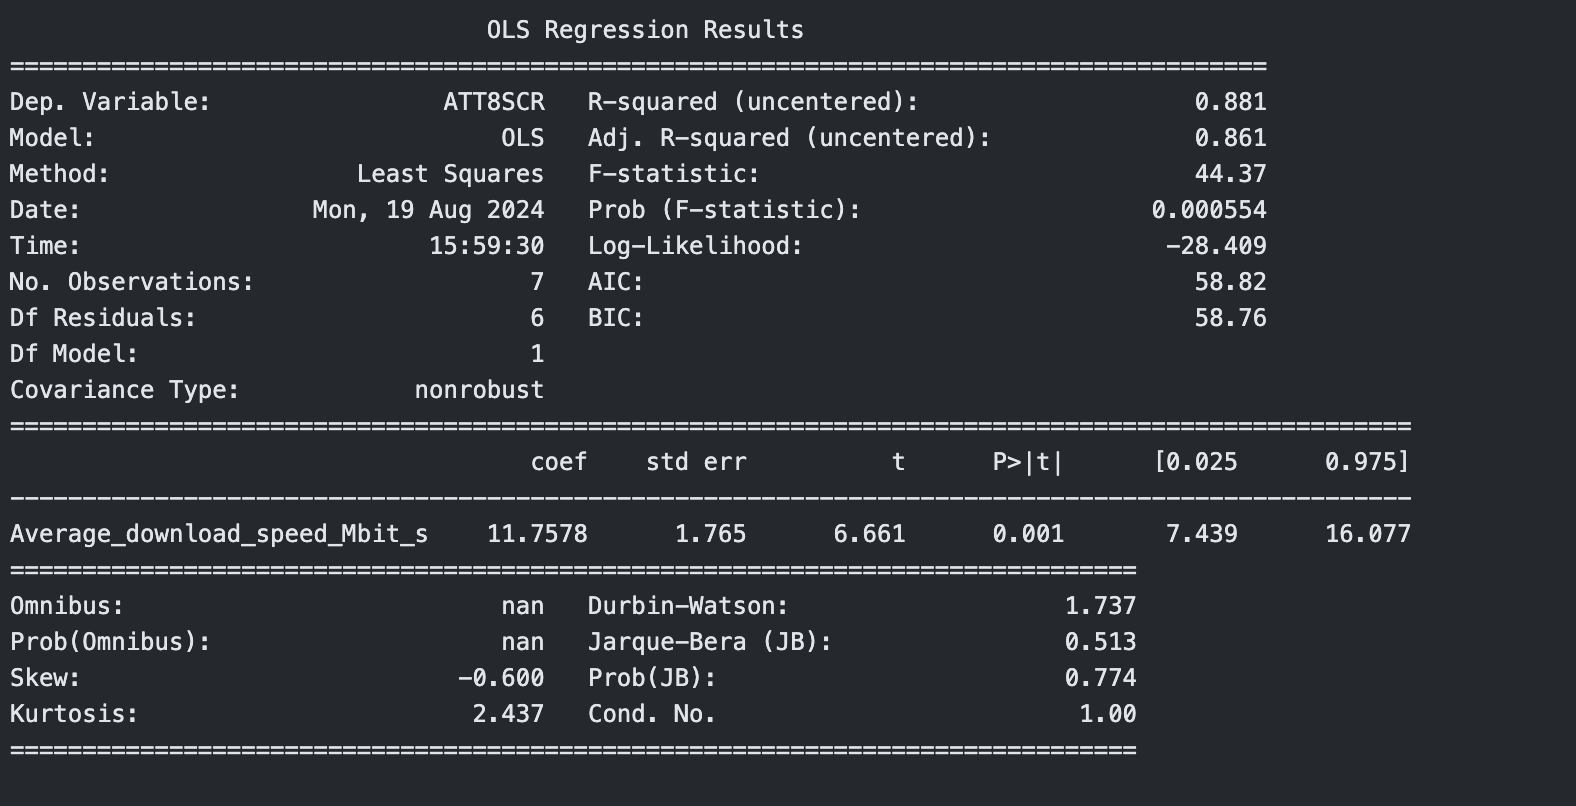 OLS Regression Results
=======================================================================================
Dep. Variable: ATT8SCR R-squared (uncentered): 0.881
Model: OLS Adj. R-squared (uncentered): 0.861
Method: Least Squares F-statistic: 44.37
Date: Mon, 19 Aug 2024 Prob (F-statistic): 0.000554
Time: 15:59:30 Log-Likelihood: -28.409
No. Observations: 7 AIC: 58.82
Df Residuals: 6 BIC: 58.76
Df Model: 1
Covariance Type: nonrobust
=================================================================================================
coef std err t P>|t| [0.025 0.975]
-------------------------------------------------------------------------------------------------
Average_download_speed_Mbit_s 11.7578 1.765 6.661 0.001 7.439 16.077
==============================================================================
Omnibus: nan Durbin-Watson: 1.737
Prob(Omnibus): nan Jarque-Bera (JB): 0.513
Skew: -0.600 Prob(JB): 0.774
Kurtosis: 2.437 Cond. No. 1.00
==============================================================================